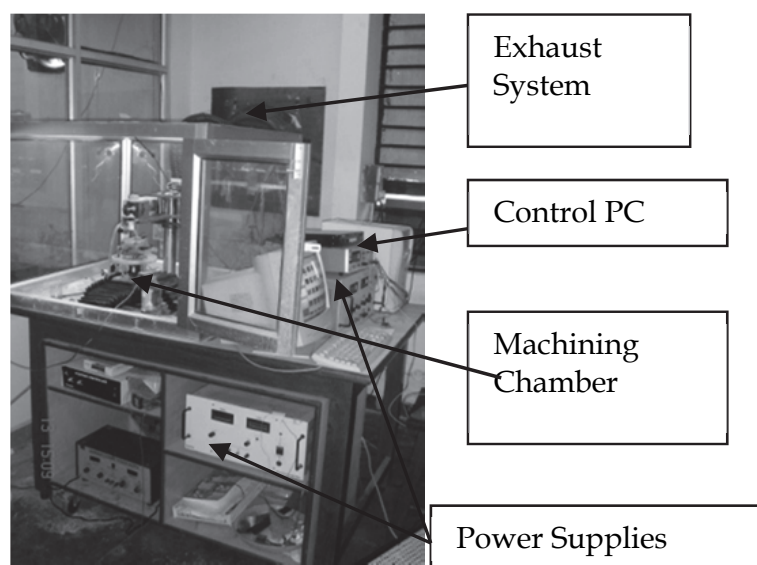 Exhaust
System
Control PC
Machining
Chamber
Power Supplies